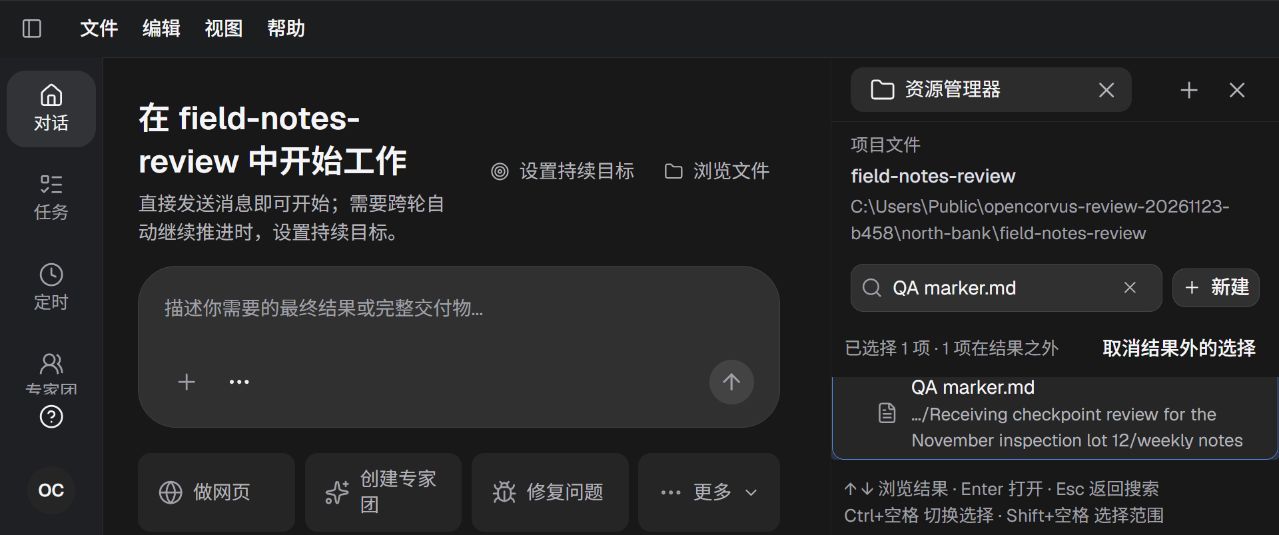 文件 编辑 视图 帮助
对话
任务
定时
专家团
OC
在 field-notes-
review 中开始工作
直接发送消息即可开始；需要跨轮自
动继续推进时，设置持续目标。
设置持续目标
浏览文件
描述你需要的最终结果或完整交付物...
做网页
创建专家
团
修复问题
更多
资源管理器
项目文件
field-notes-review
C:\Users\Public\opencorvus-review-20261123-
b458\north-bank\field-notes-review
QA marker.md
新建
已选择 1 项 · 1 项在结果之外
取消结果外的选择
QA marker.md
.../Receiving checkpoint review for the
November inspection lot 12/weekly notes
↑↓ 浏览结果 · Enter 打开 · Esc 返回搜索
Ctrl+空格 切换选择 · Shift+空格 选择范围